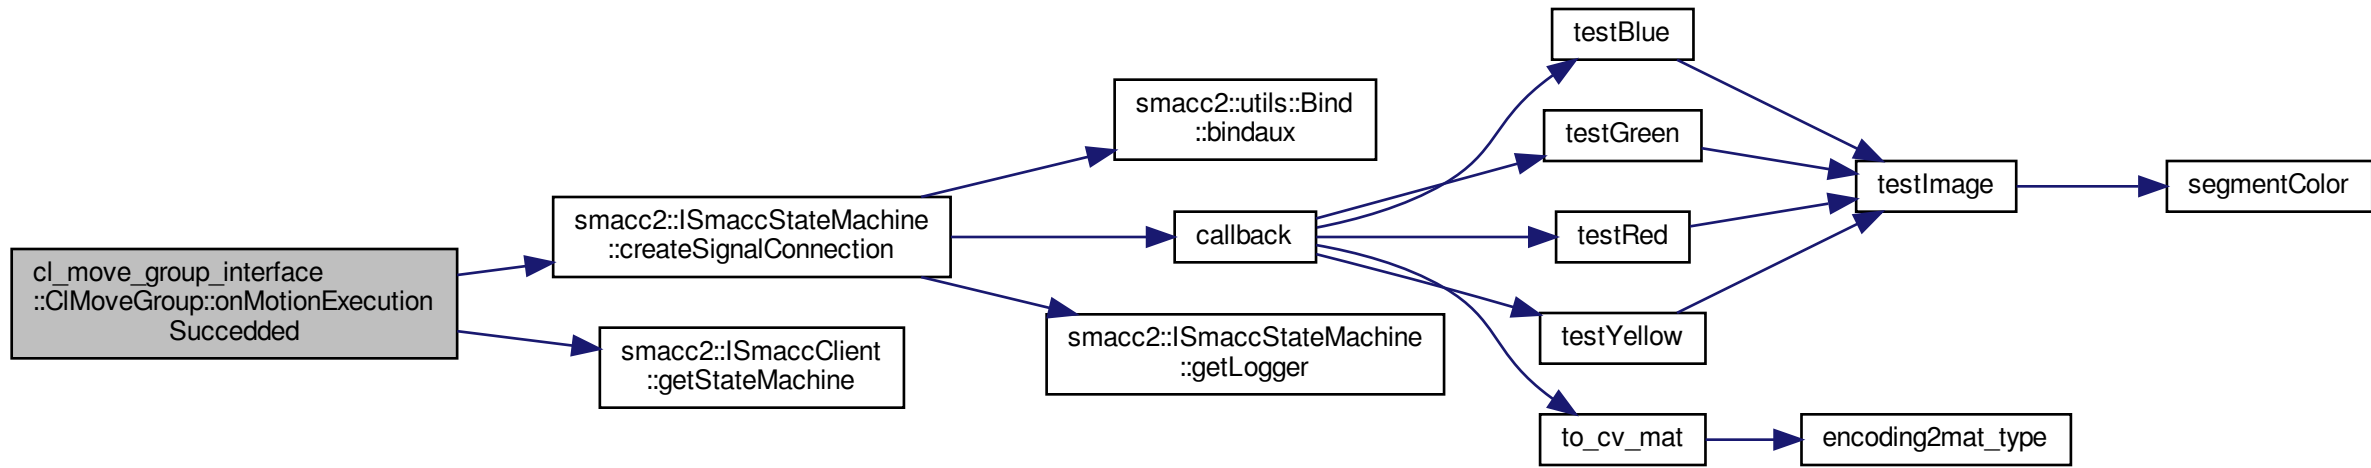 cl_move_group_interface
::ClMoveGroup::onMotionExecution
Succedded
smacc2::ISmaccStateMachine
::createSignalConnection
smacc2::ISmaccClient
::getStateMachine
smacc2::utils::Bind
::bindaux
callback
smacc2::ISmaccStateMachine
::getLogger
testBlue
testGreen
testRed
testYellow
to_cv_mat
testImage
encoding2mat_type
segmentColor